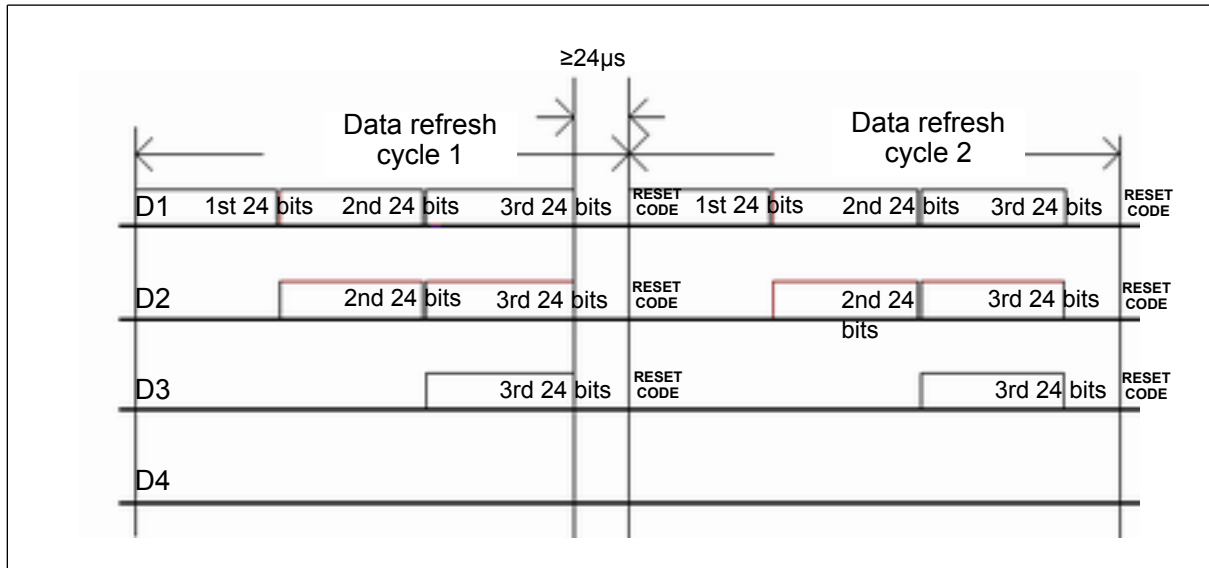 ≥24μs
Data refresh
cycle 1
Data refresh
cycle 2
D1 1st 24 bits 2nd 24 bits 3rd 24 bits RESET CODE 1st 24 bits 2nd 24 bits 3rd 24 bits RESET CODE
D2 2nd 24 bits 3rd 24 bits RESET CODE 2nd 24 bits 3rd 24 bits RESET CODE
D3 3rd 24 bits RESET CODE 3rd 24 bits RESET CODE
D4